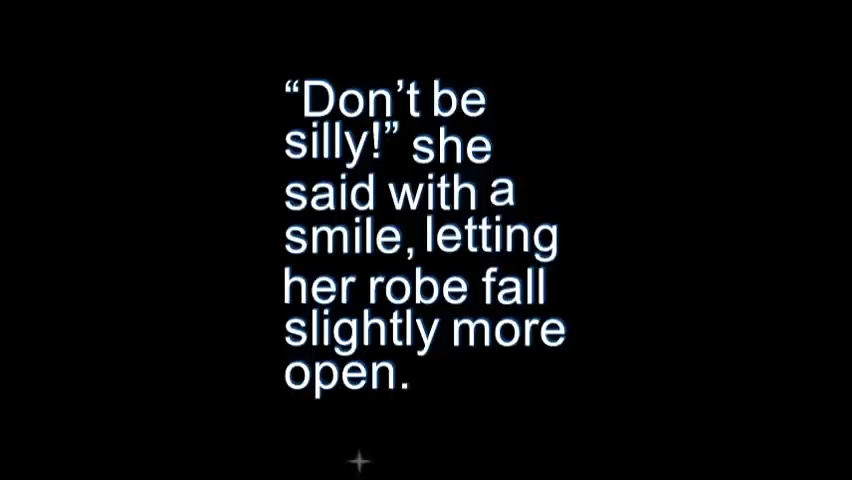 “Don’t be
silly!” she
said with a
smile, letting
her robe fall
slightly more
open.